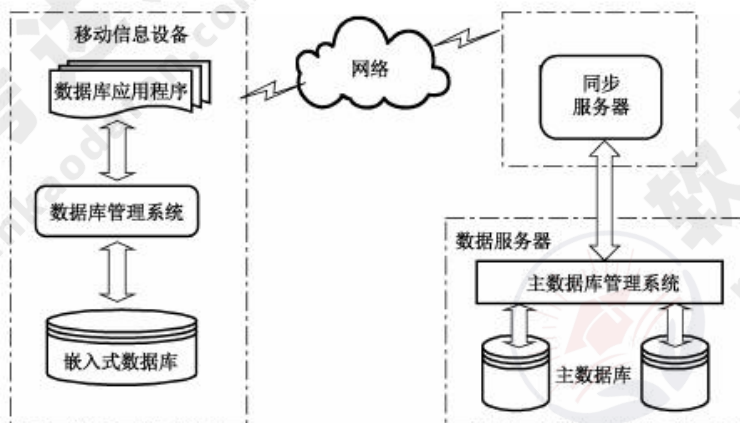 移动信息设备
数据库应用程序
数据库管理系统
嵌入式数据库
网络
同步
服务器
数据服务器
主数据库管理系统
主数据库